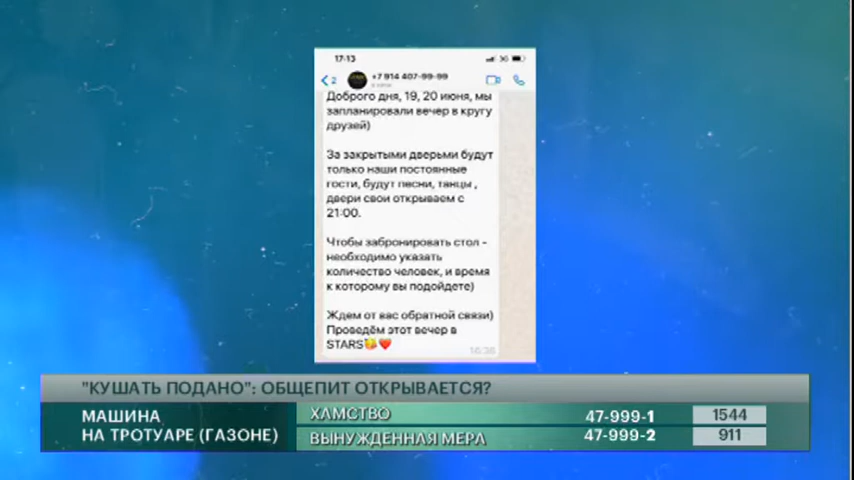 17:13
3G
2
+7 914 407-99-99
Доброго дня, 19, 20 июня, мы
запланировали вечер в кругу
друзей)
За закрытыми дверьми будут
только наши постоянные
гости, будут песни, танцы ,
двери свои открываем с
21:00.
Чтобы забронировать стол -
необходимо указать
количество человек, и время
к которому вы подойдете)
Ждем от вас обратной связи)
Проведём этот вечер в
STARS🥳❤️
16:36
"КУШАТЬ ПОДАНО": ОБЩЕПИТ ОТКРЫВАЕТСЯ?
МАШИНА
НА ТРОТУАРЕ (ГАЗОНЕ)
ХАМСТВО 47-999-1 1544
ВЫНУЖДЕННАЯ МЕРА 47-999-2 911